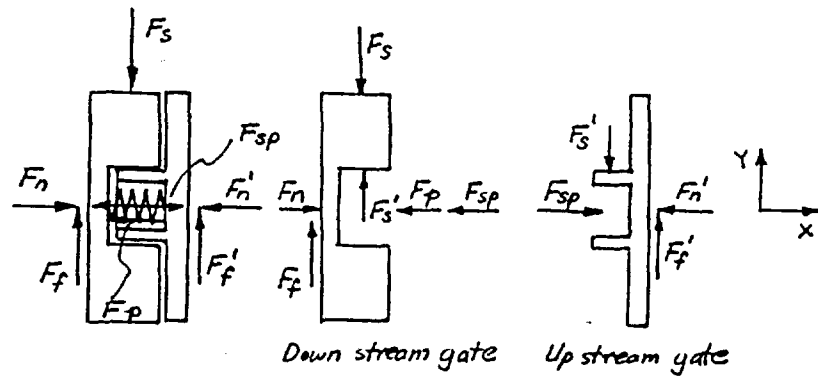 Fs
Fn
Ff
Fsp
Fp
Fn'
Ff'
Fs
Fn
Ff
Fs'
Fp
Fsp
Down stream gate
Fs'
Fsp
Fn'
Ff'
Up stream gate
Y
X